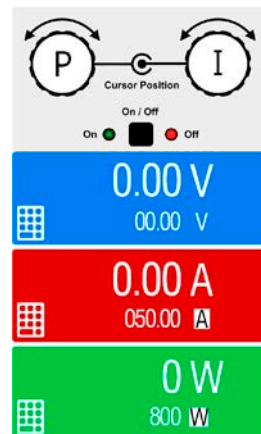 P C I
Cursor Position
On / Off
On Off
0.00 V
00.00 V
0.00 A
050.00 A
0 W
800 W